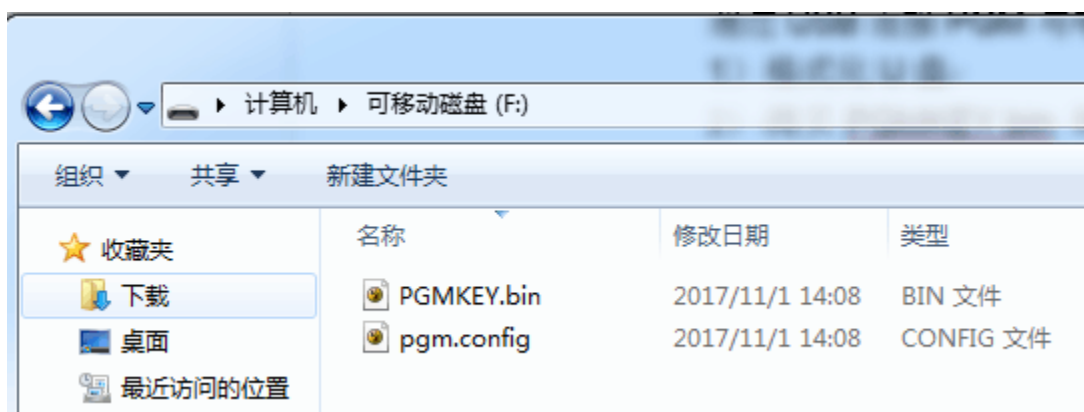 计算机 可移动磁盘 (F:)
组织 共享 新建文件夹
名称 修改日期 类型
收藏夹
下载
桌面
最近访问的位置
PGMKEY.bin 2017/11/1 14:08 BIN 文件
pgm.config 2017/11/1 14:08 CONFIG 文件